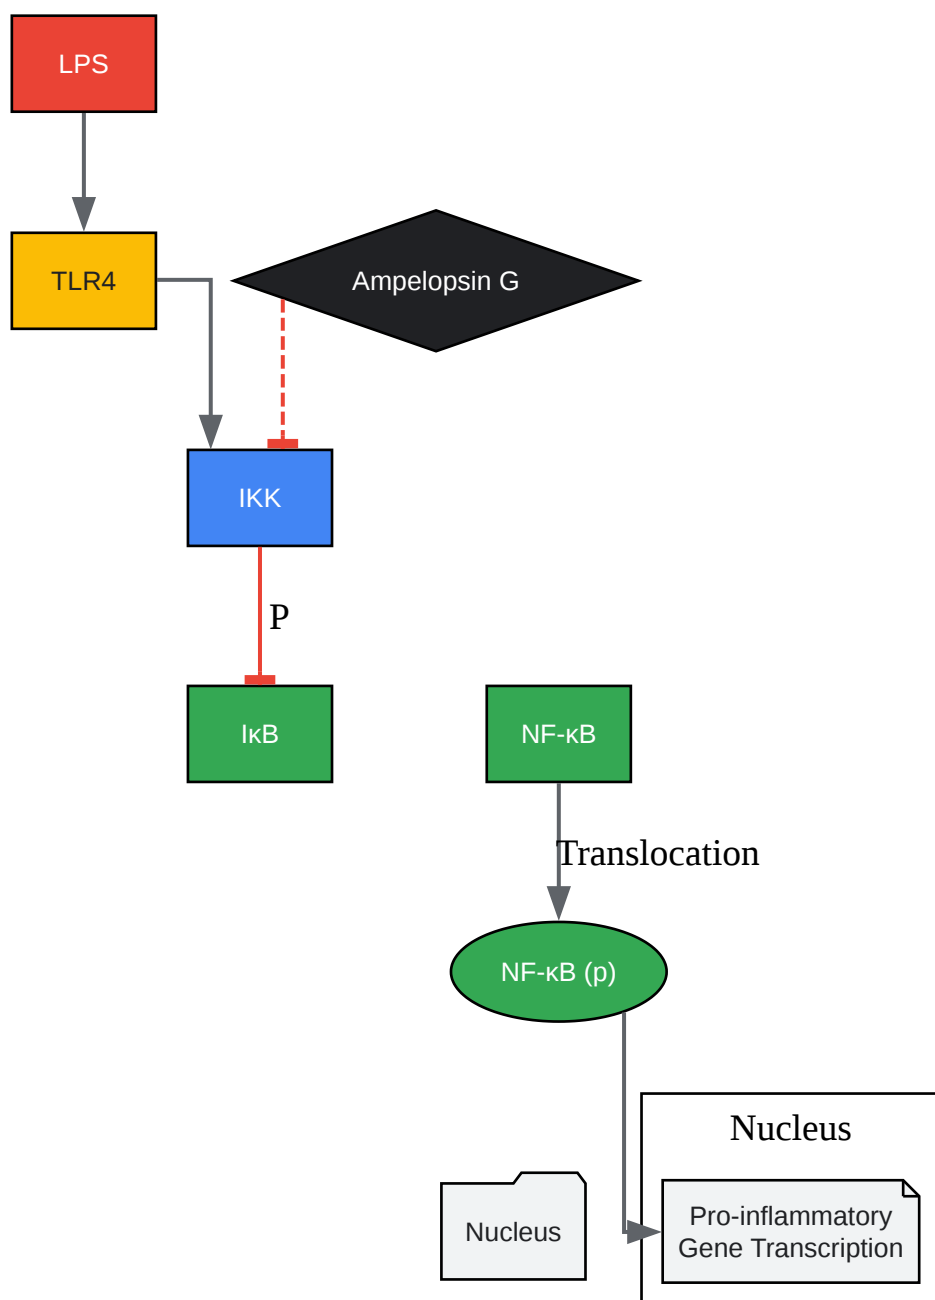 LPS
TLR4
Ampelopsin G
IKK
P
IκB
NF-κB
Translocation
NF-κB (p)
Nucleus
Nucleus
Pro-inflammatory
Gene Transcription